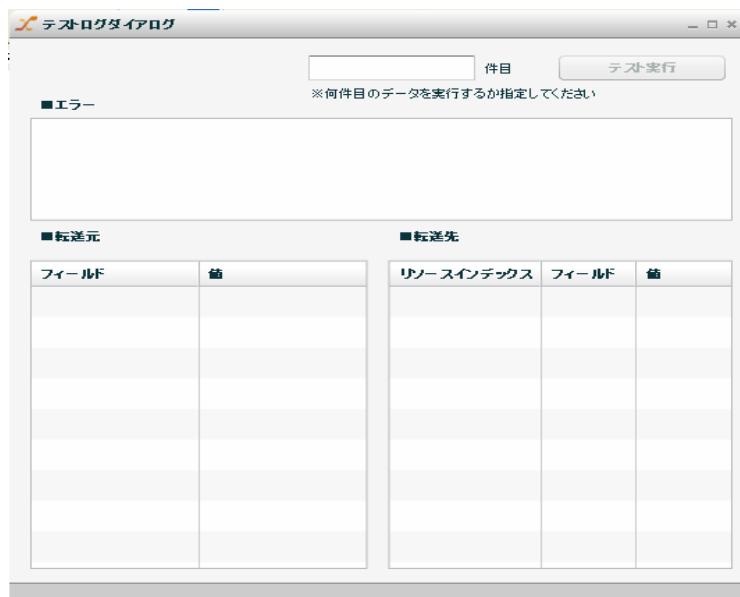 テストログダイアログ
件目
テスト実行
※何件目のデータを実行するか指定してください
■エラー
■転送元
■転送先
フィールド 値
リソースインデックス フィールド 値